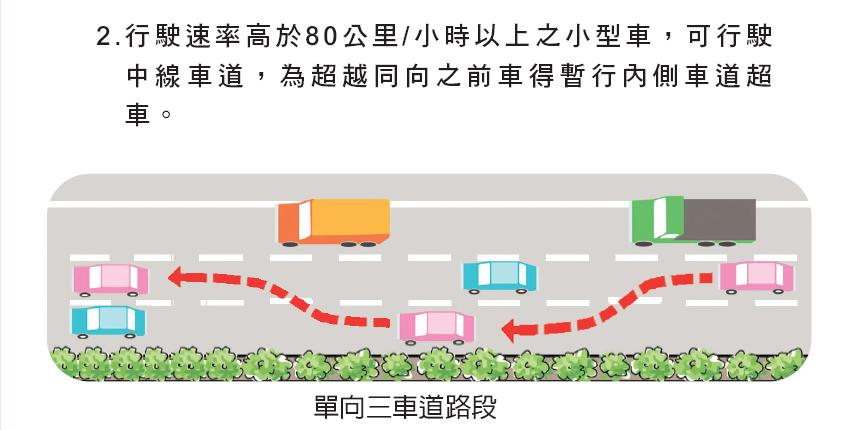 2.行駛速率高於80公里/小時以上之小型車，可行駛
中線車道，為超越同向之前車得暫行內側車道超
車。
單向三車道路段